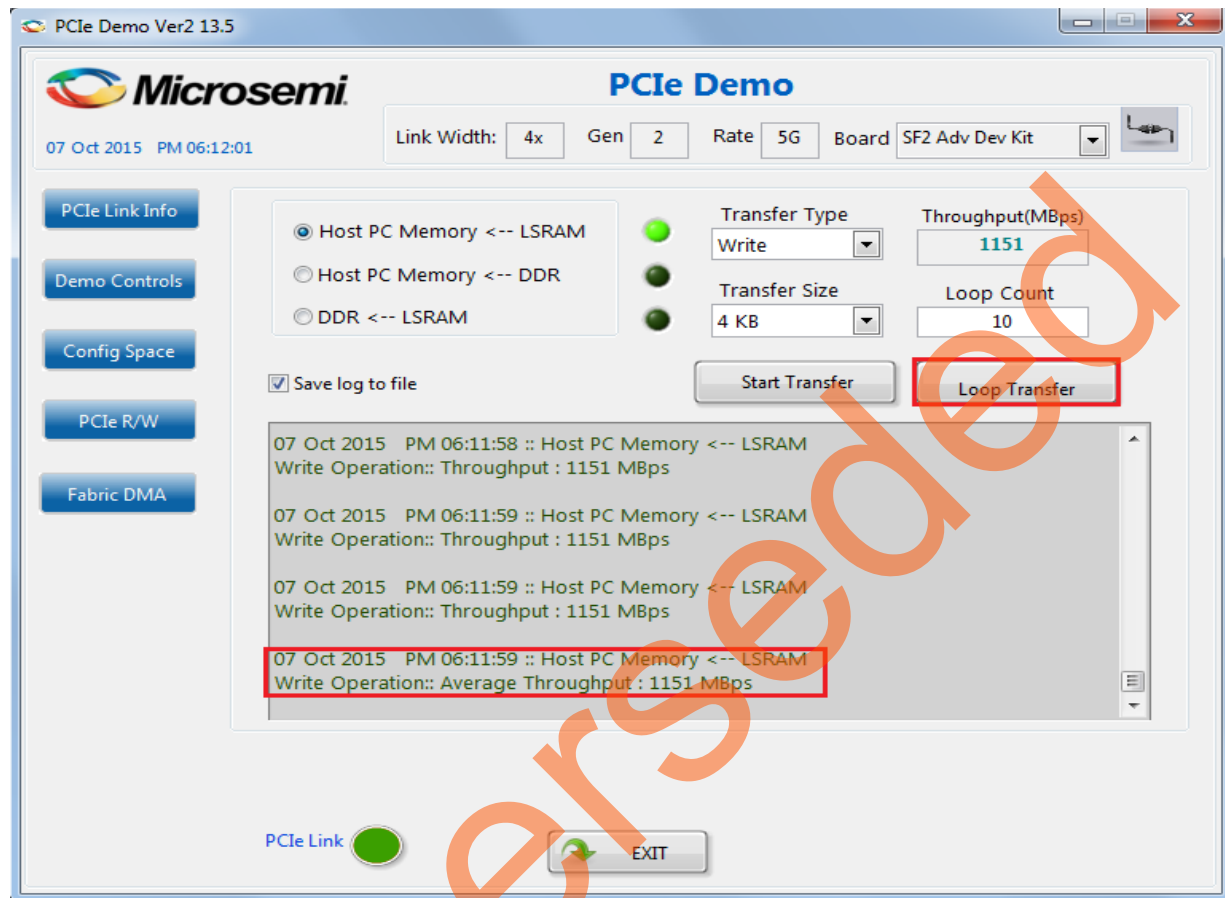 PCIe Demo Ver2 13.5
Microsemi.
PCIe Demo
07 Oct 2015 PM 06:12:01
Link Width: 4x Gen 2 Rate 5G Board SF2 Adv Dev Kit
PCIe Link Info
Demo Controls
Config Space
PCIe R/W
Fabric DMA
Host PC Memory <-- LSRAM
Host PC Memory <-- DDR
DDR <-- LSRAM
Transfer Type
Write
Transfer Size
4 KB
Throughput(MBps)
1151
Loop Count
10
Save log to file
Start Transfer
Loop Transfer
07 Oct 2015 PM 06:11:58 :: Host PC Memory <-- LSRAM
Write Operation:: Throughput : 1151 MBps
07 Oct 2015 PM 06:11:59 :: Host PC Memory <-- LSRAM
Write Operation:: Throughput : 1151 MBps
07 Oct 2015 PM 06:11:59 :: Host PC Memory <-- LSRAM
Write Operation:: Throughput : 1151 MBps
07 Oct 2015 PM 06:11:59 :: Host PC Memory <-- LSRAM
Write Operation:: Average Throughput : 1151 MBps
PCIe Link
EXIT
erseded